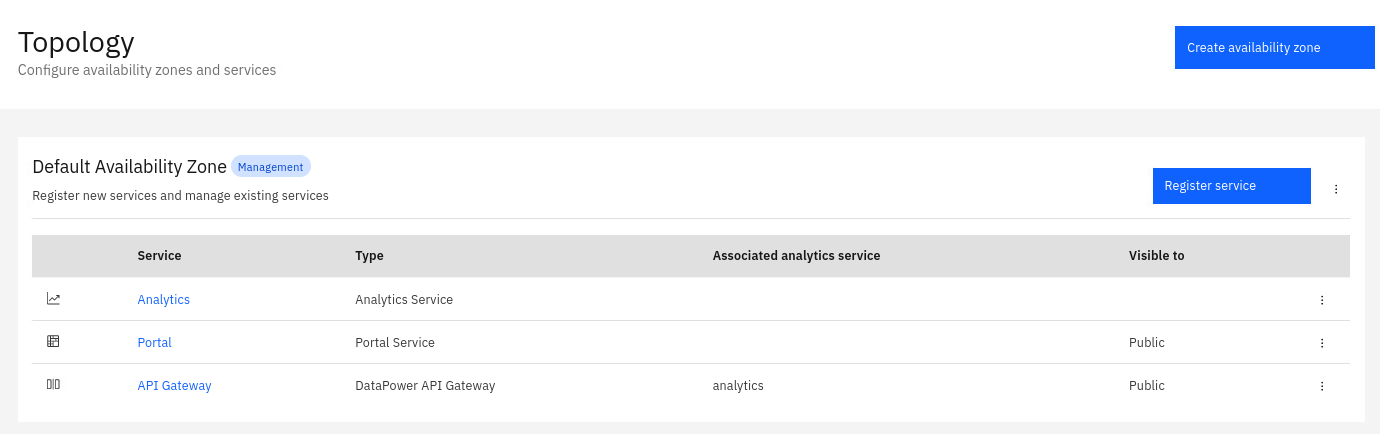 Topology
Create availability zone
Configure availability zones and services
Default Availability Zone Management
Register service
Register new services and manage existing services
Service Type Associated analytics service Visible to
Analytics Analytics Service
Portal Portal Service Public
API Gateway DataPower API Gateway analytics Public